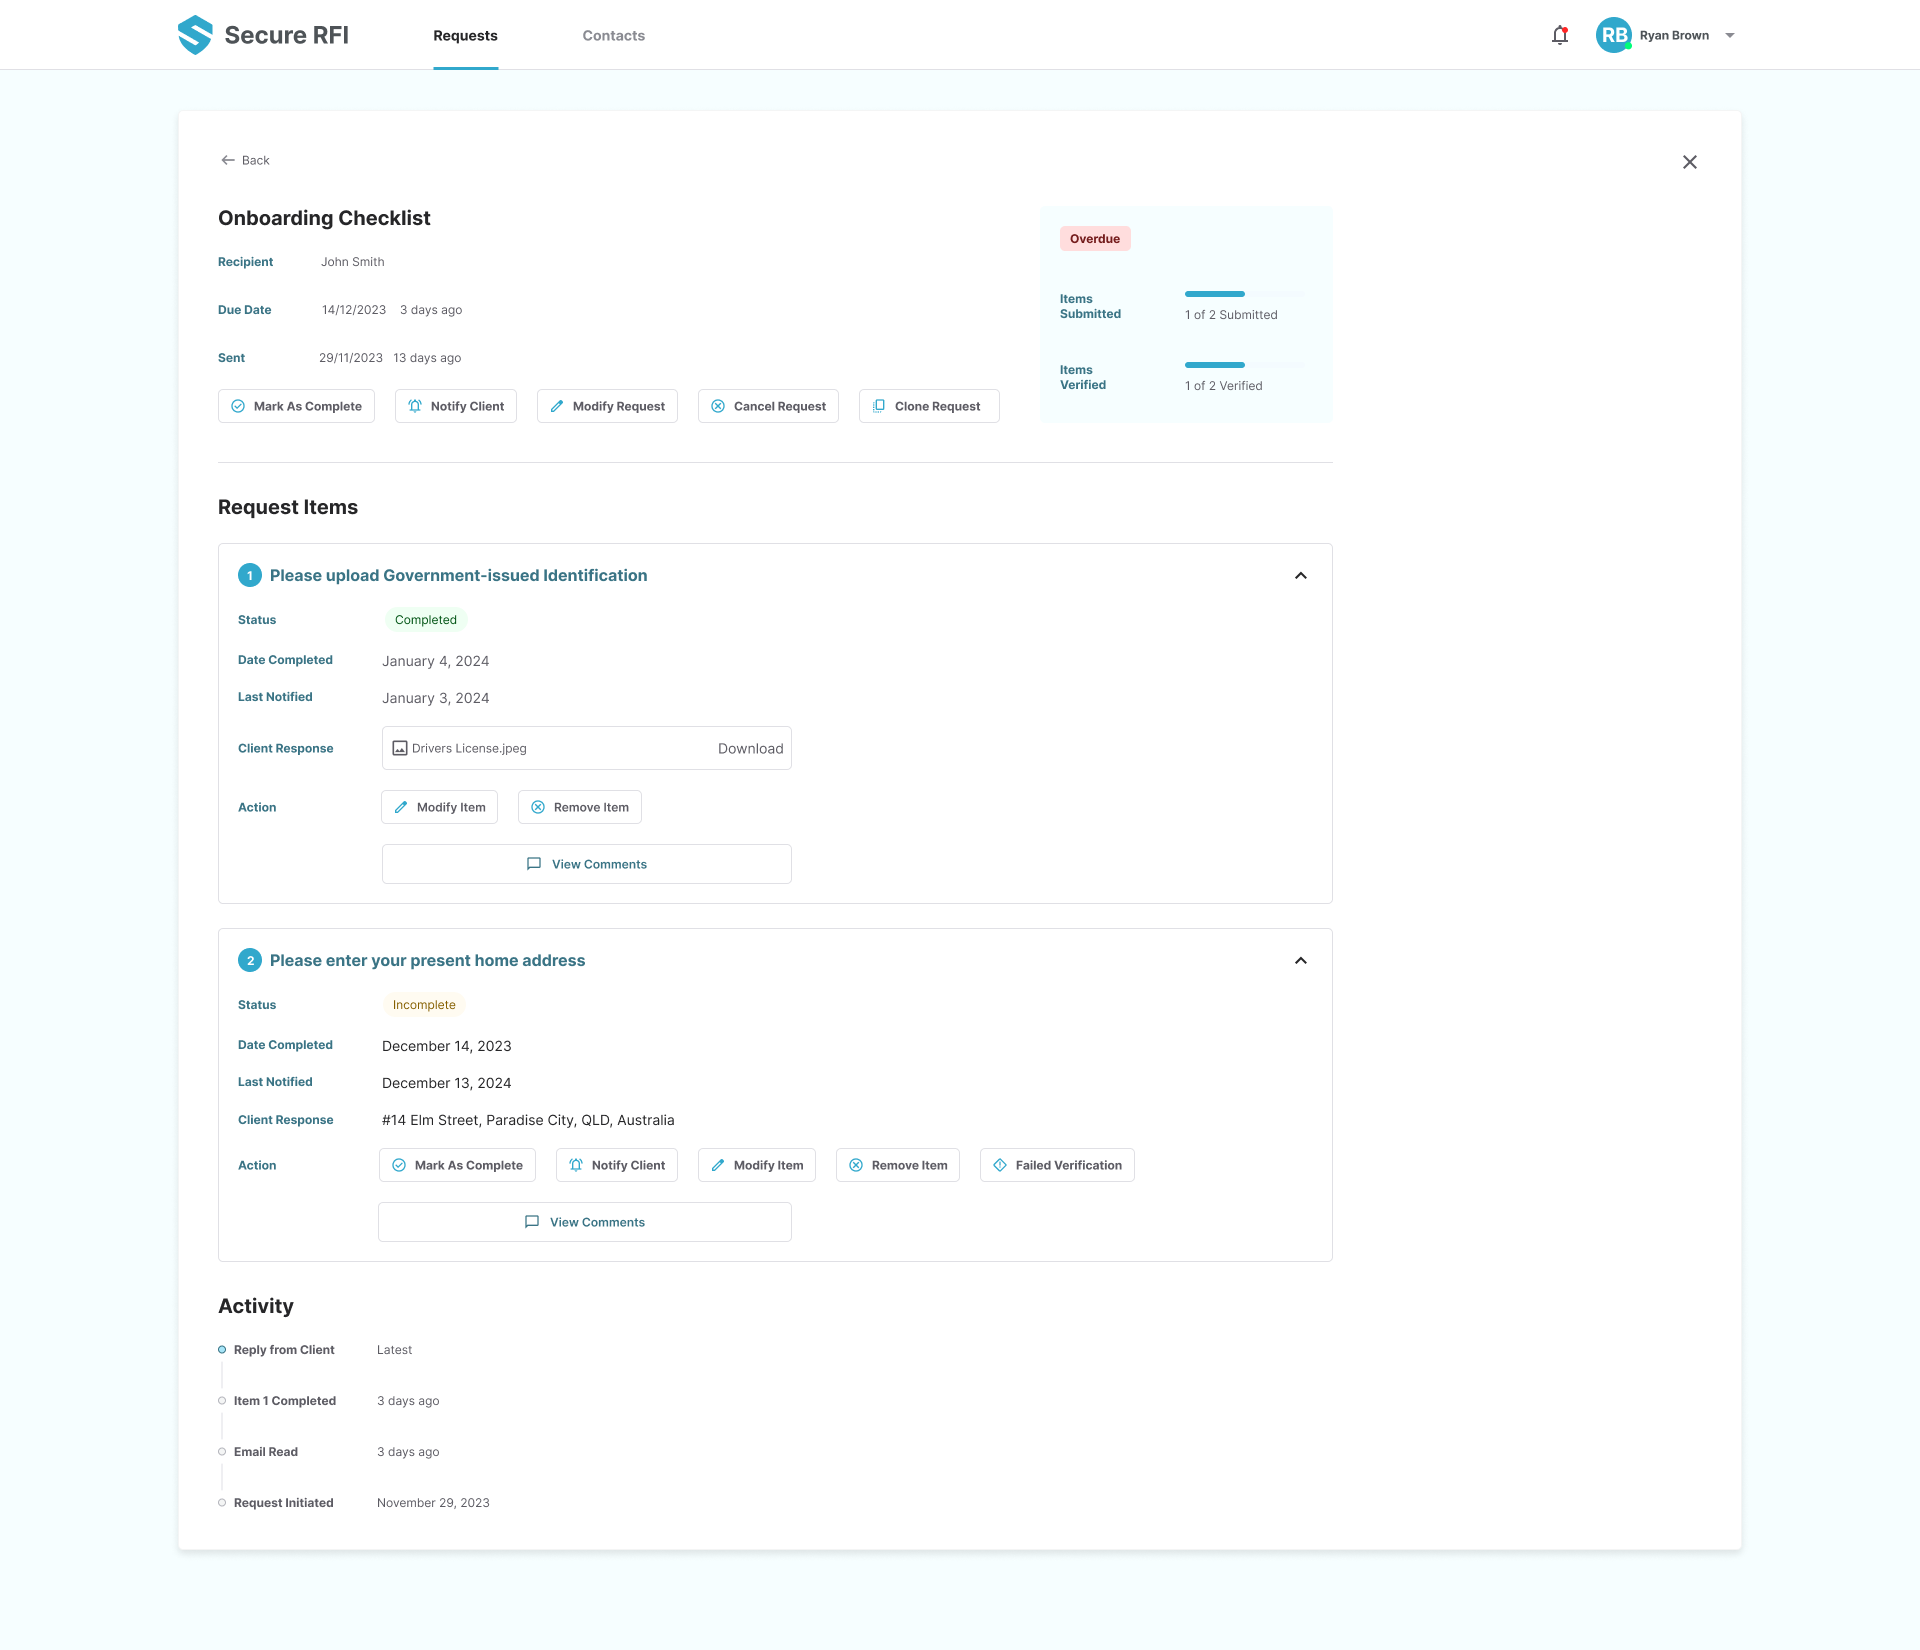 Secure RFI
Requests
Contacts
RB
Ryan Brown
Back
Onboarding Checklist
Recipient John Smith
Due Date 14/12/2023 3 days ago
Sent 29/11/2023 13 days ago
Mark As Complete
Notify Client
Modify Request
Cancel Request
Clone Request
Overdue
Items
Submitted
1 of 2 Submitted
Items
Verified
1 of 2 Verified
Request Items
1 Please upload Government-issued Identification
Status Completed
Date Completed January 4, 2024
Last Notified January 3, 2024
Client Response Drivers License.jpeg Download
Action Modify Item Remove Item
View Comments
2 Please enter your present home address
Status Incomplete
Date Completed December 14, 2023
Last Notified December 13, 2024
Client Response #14 Elm Street, Paradise City, QLD, Australia
Action Mark As Complete Notify Client Modify Item Remove Item Failed Verification
View Comments
Activity
Reply from Client Latest
Item 1 Completed 3 days ago
Email Read 3 days ago
Request Initiated November 29, 2023